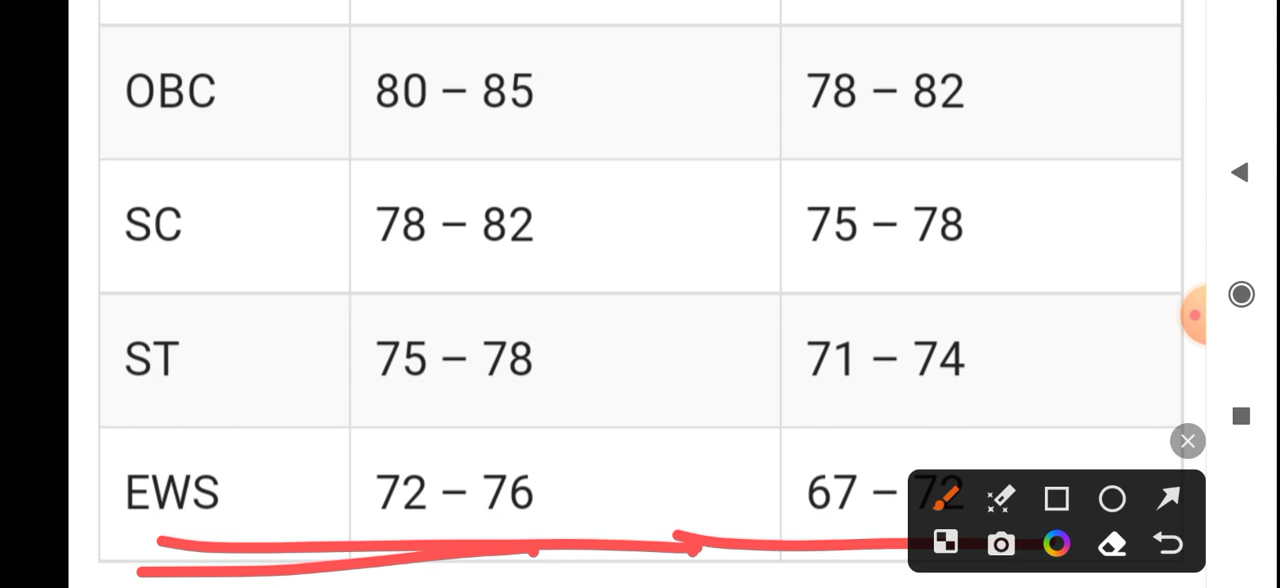 OBC 80 – 85 78 – 82
SC 78 – 82 75 – 78
ST 75 – 78 71 – 74
EWS 72 – 76 67 – 72